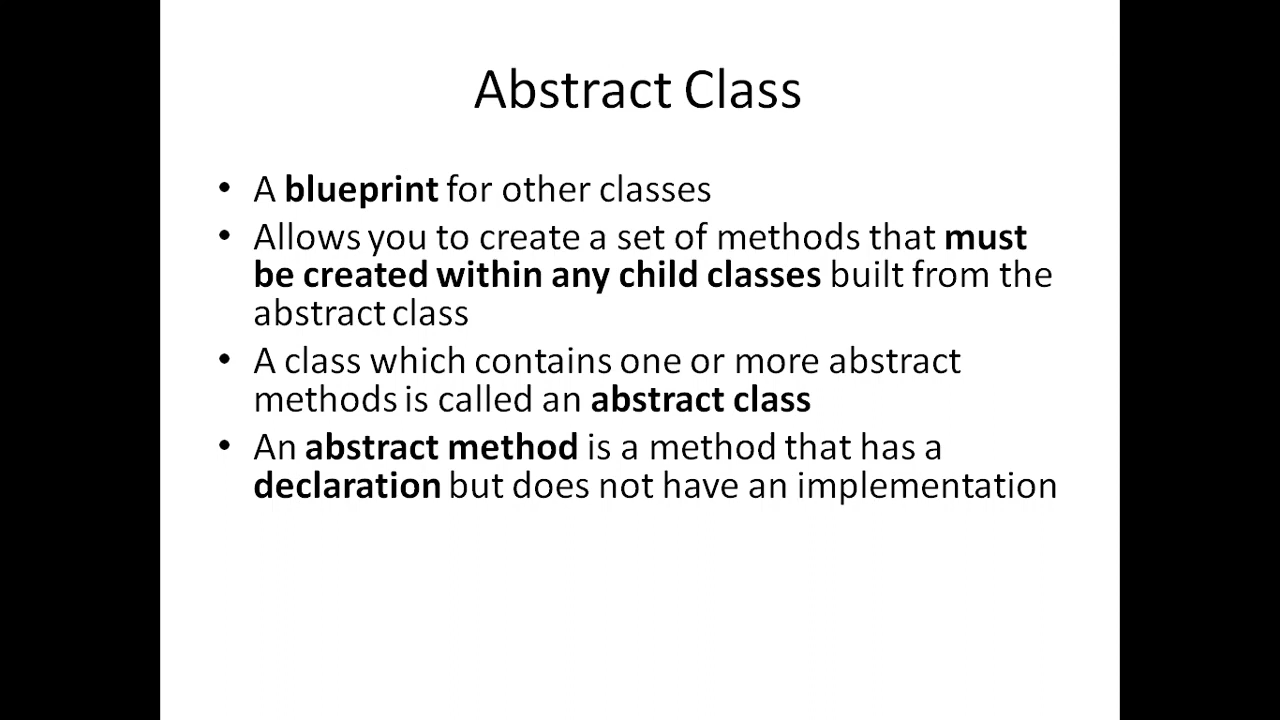 Abstract Class
• A blueprint for other classes
• Allows you to create a set of methods that must
be created within any child classes built from the
abstract class
• A class which contains one or more abstract
methods is called an abstract class
• An abstract method is a method that has a
declaration but does not have an implementation